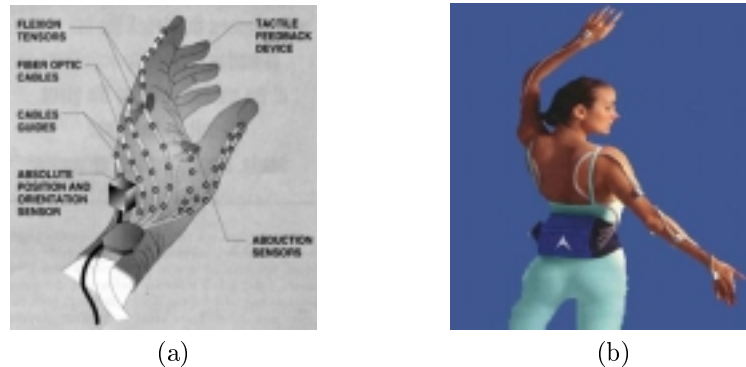 FLEXION
TENSORS
TACTILE
FEEDBACK
DEVICE
FIBER OPTIC
CABLES
CABLES
GUIDES
ABSOLUTE
POSITION AND
ORIENTATION
SENSOR
ABDUCTION
SENSORS
(a)
(b)